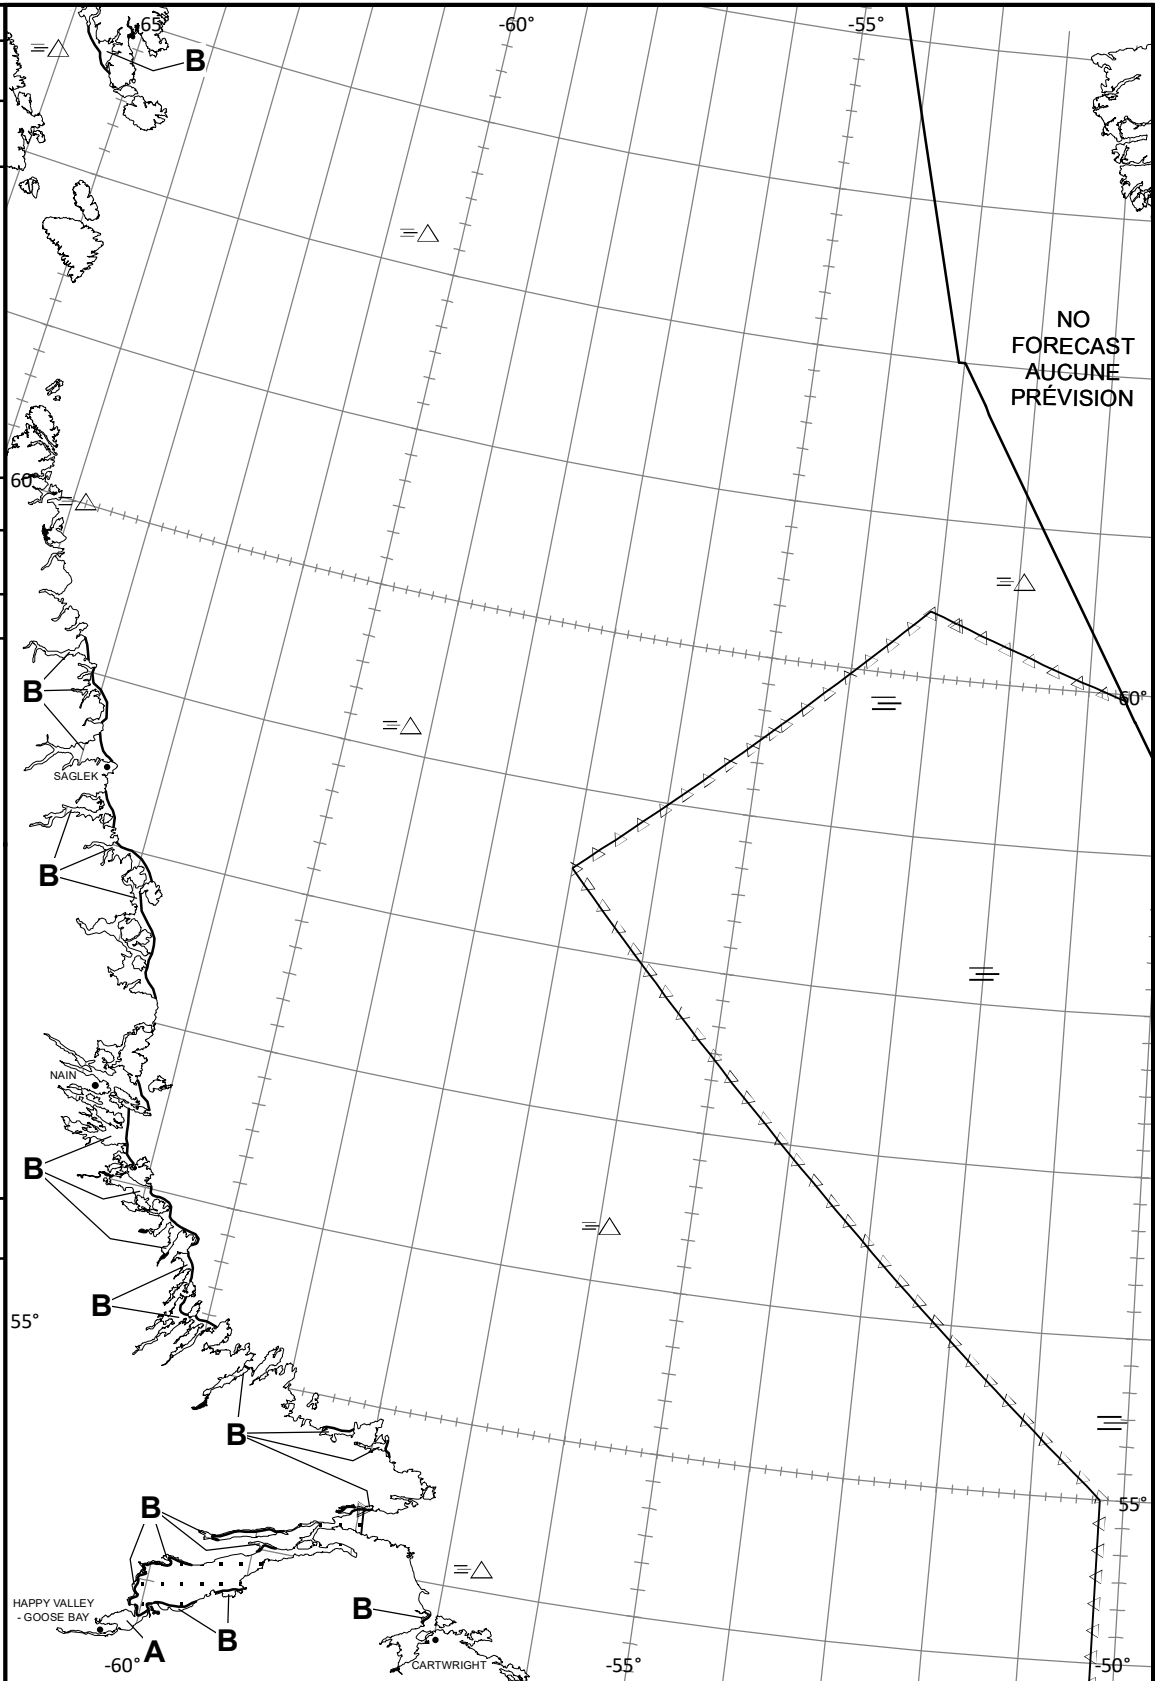 65°
-60°
-55°
B
NO
FORECAST
AUCUNE
PRÉVISION
60°
60°
B
SAGLEK
B
NAIN
B
B
55°
B
B
55°
HAPPY VALLEY
- GOOSE BAY
B
B
A
-60°
CARTWRIGHT
-55°
-50°